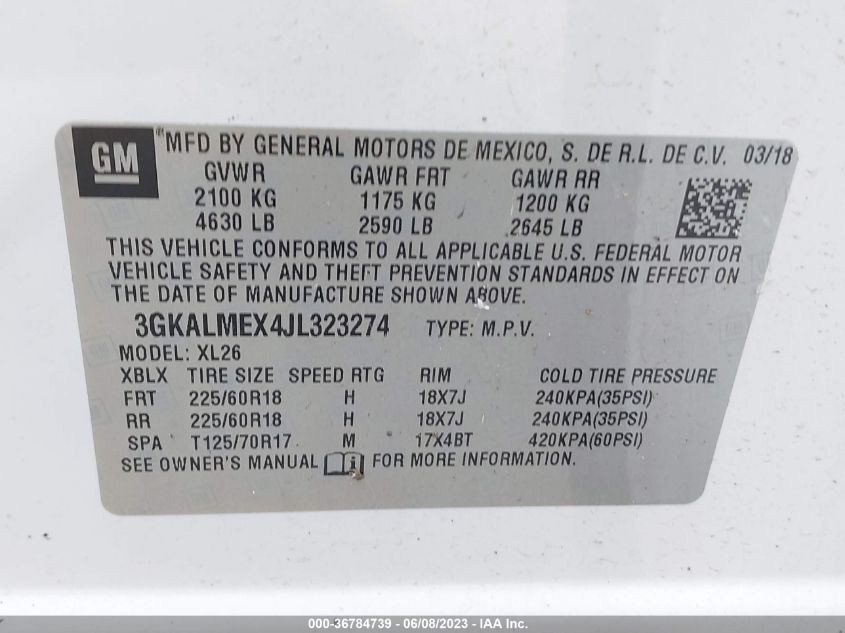 GM ® MFD BY GENERAL MOTORS DE MEXICO, S. DE R.L. DE C.V. 03/18
GVWR GAWR FRT GAWR RR
2100 KG 1175 KG 1200 KG
4630 LB 2590 LB 2645 LB
THIS VEHICLE CONFORMS TO ALL APPLICABLE U.S. FEDERAL MOTOR
VEHICLE SAFETY AND THEFT PREVENTION STANDARDS IN EFFECT ON
THE DATE OF MANUFACTURE SHOWN ABOVE.
3GKALMEX4JL323274 TYPE: M.P.V.
MODEL: XL26
XBLX TIRE SIZE SPEED RTG RIM COLD TIRE PRESSURE
FRT 225/60R18 H 18X7J 240KPA(35PSI)
RR 225/60R18 H 18X7J 240KPA(35PSI)
SPA T125/70R17 M 17X4BT 420KPA(60PSI)
SEE OWNER'S MANUAL FOR MORE INFORMATION.
000-36784739 - 06/08/2023 - IAA Inc.